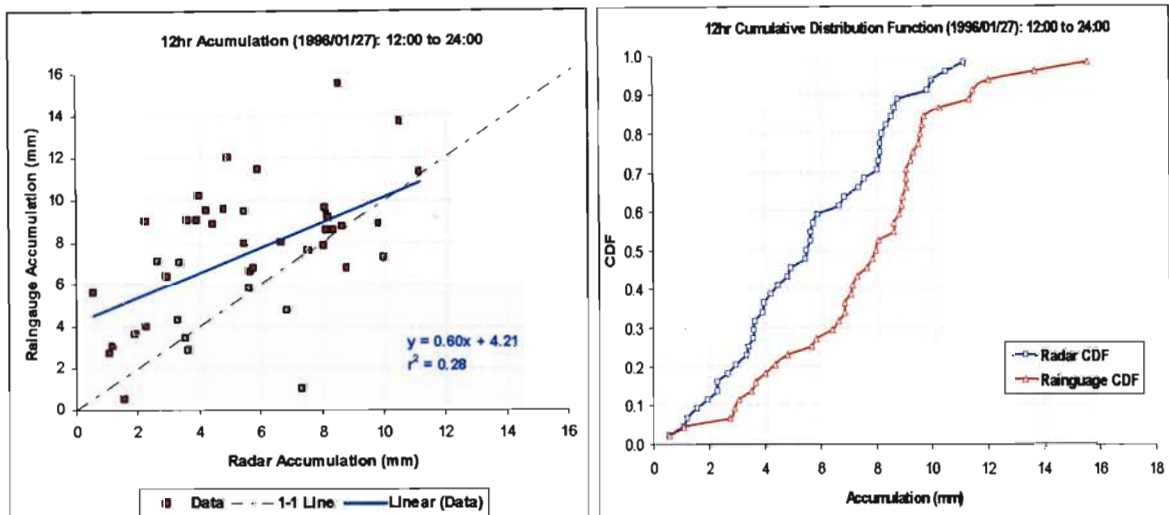 12hr Acumulation (1996/01/27): 12:00 to 24:00
Raingauge Accumulation (mm)
16
14
12
10
8
6
4
2
0
y = 0.60x + 4.21
r² = 0.28
0 2 4 6 8 10 12 14 16
Radar Accumulation (mm)
Data 1-1 Line Linear (Data)
12hr Cumulative Distribution Function (1996/01/27): 12:00 to 24:00
CDF
1.0
0.9
0.8
0.7
0.6
0.5
0.4
0.3
0.2
0.1
0.0
Radar CDF
Rainguage CDF
0 2 4 6 8 10 12 14 16 18
Accumulation (mm)